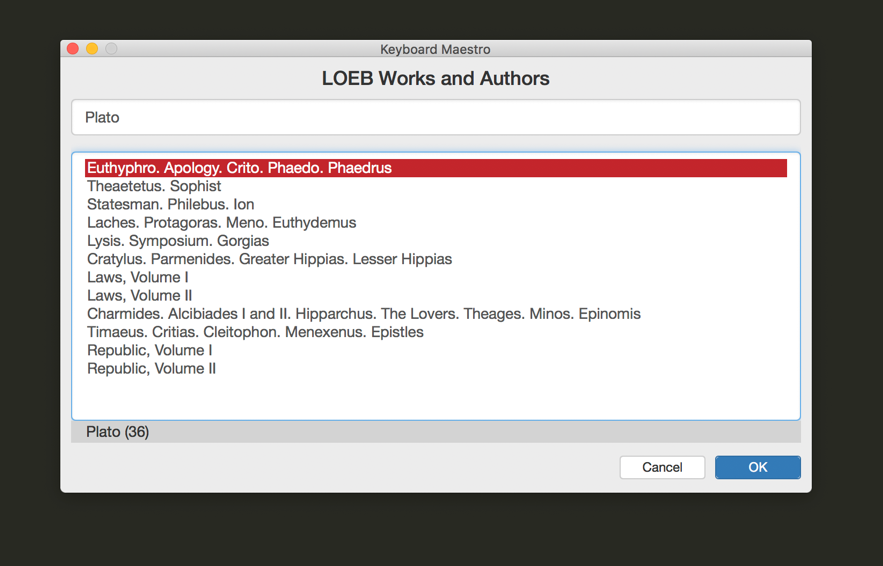 Keyboard Maestro
LOEB Works and Authors
Plato
Euthyphro. Apology. Crito. Phaedo. Phaedrus
Theaetetus. Sophist
Statesman. Philebus. Ion
Laches. Protagoras. Meno. Euthydemus
Lysis. Symposium. Gorgias
Cratylus. Parmenides. Greater Hippias. Lesser Hippias
Laws, Volume I
Laws, Volume II
Charmides. Alcibiades I and II. Hipparchus. The Lovers. Theages. Minos. Epinomis
Timaeus. Critias. Cleitophon. Menexenus. Epistles
Republic, Volume I
Republic, Volume II
Plato (36)
Cancel OK